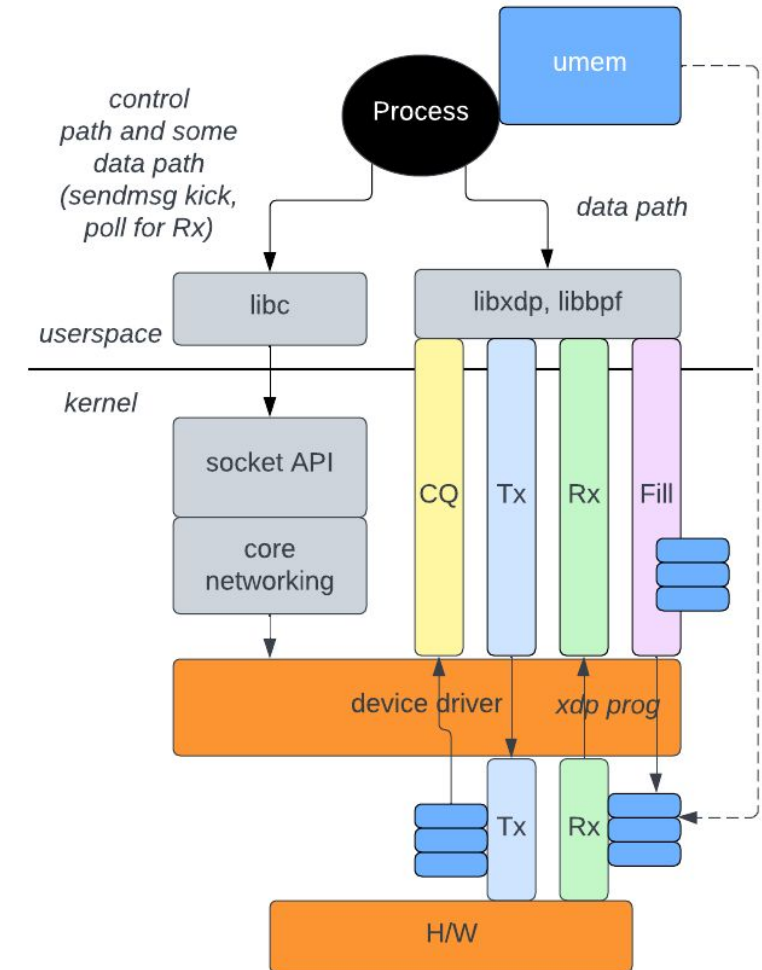 umem
Process
control
path and some
data path
(sendmsg kick,
poll for Rx)
data path
libc
libxdp, libbpf
userspace
kernel
socket API
core
networking
CQ
Tx
Rx
Fill
device driver
xdp prog
Tx
Rx
H/W